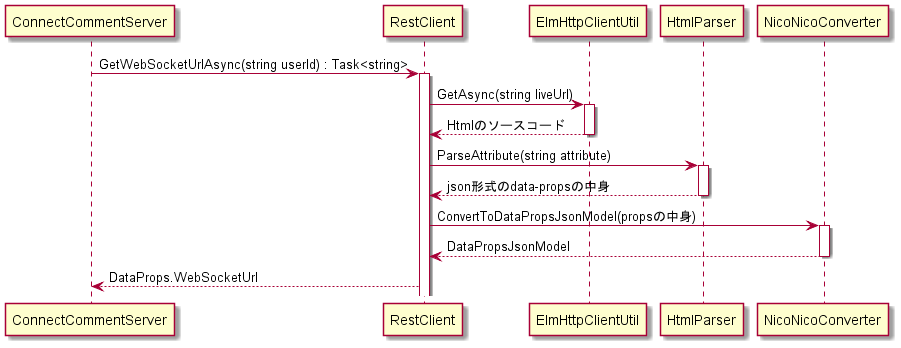 ConnectCommentServer
RestClient
ElmHttpClientUtil
HtmlParser
NicoNicoConverter
GetWebSocketUrlAsync(string userId) : Task<string>
GetAsync(string liveUrl)
Htmlのソースコード
ParseAttribute(string attribute)
json形式のdata-propsの中身
ConvertToDataPropsJsonModel(propsの中身)
DataPropsJsonModel
DataProps.WebSocketUrl
ConnectCommentServer
RestClient
ElmHttpClientUtil
HtmlParser
NicoNicoConverter